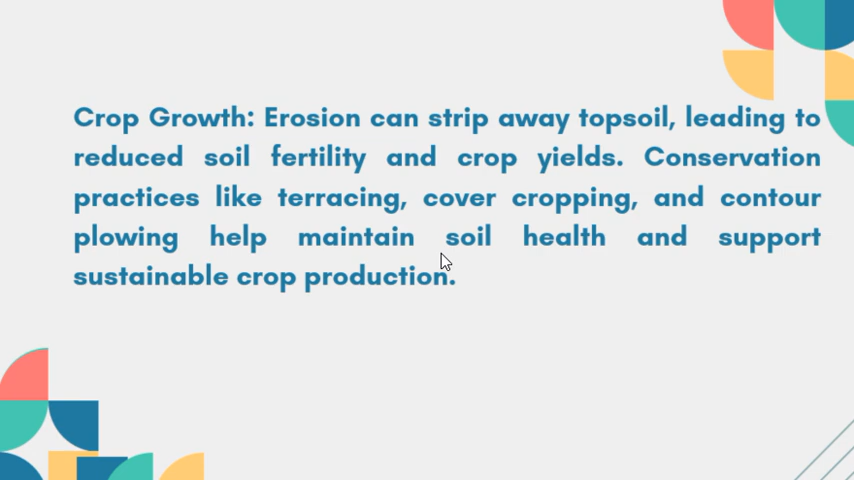 Crop Growth: Erosion can strip away topsoil, leading to
reduced soil fertility and crop yields. Conservation
practices like terracing, cover cropping, and contour
plowing help maintain soil health and support
sustainable crop production.